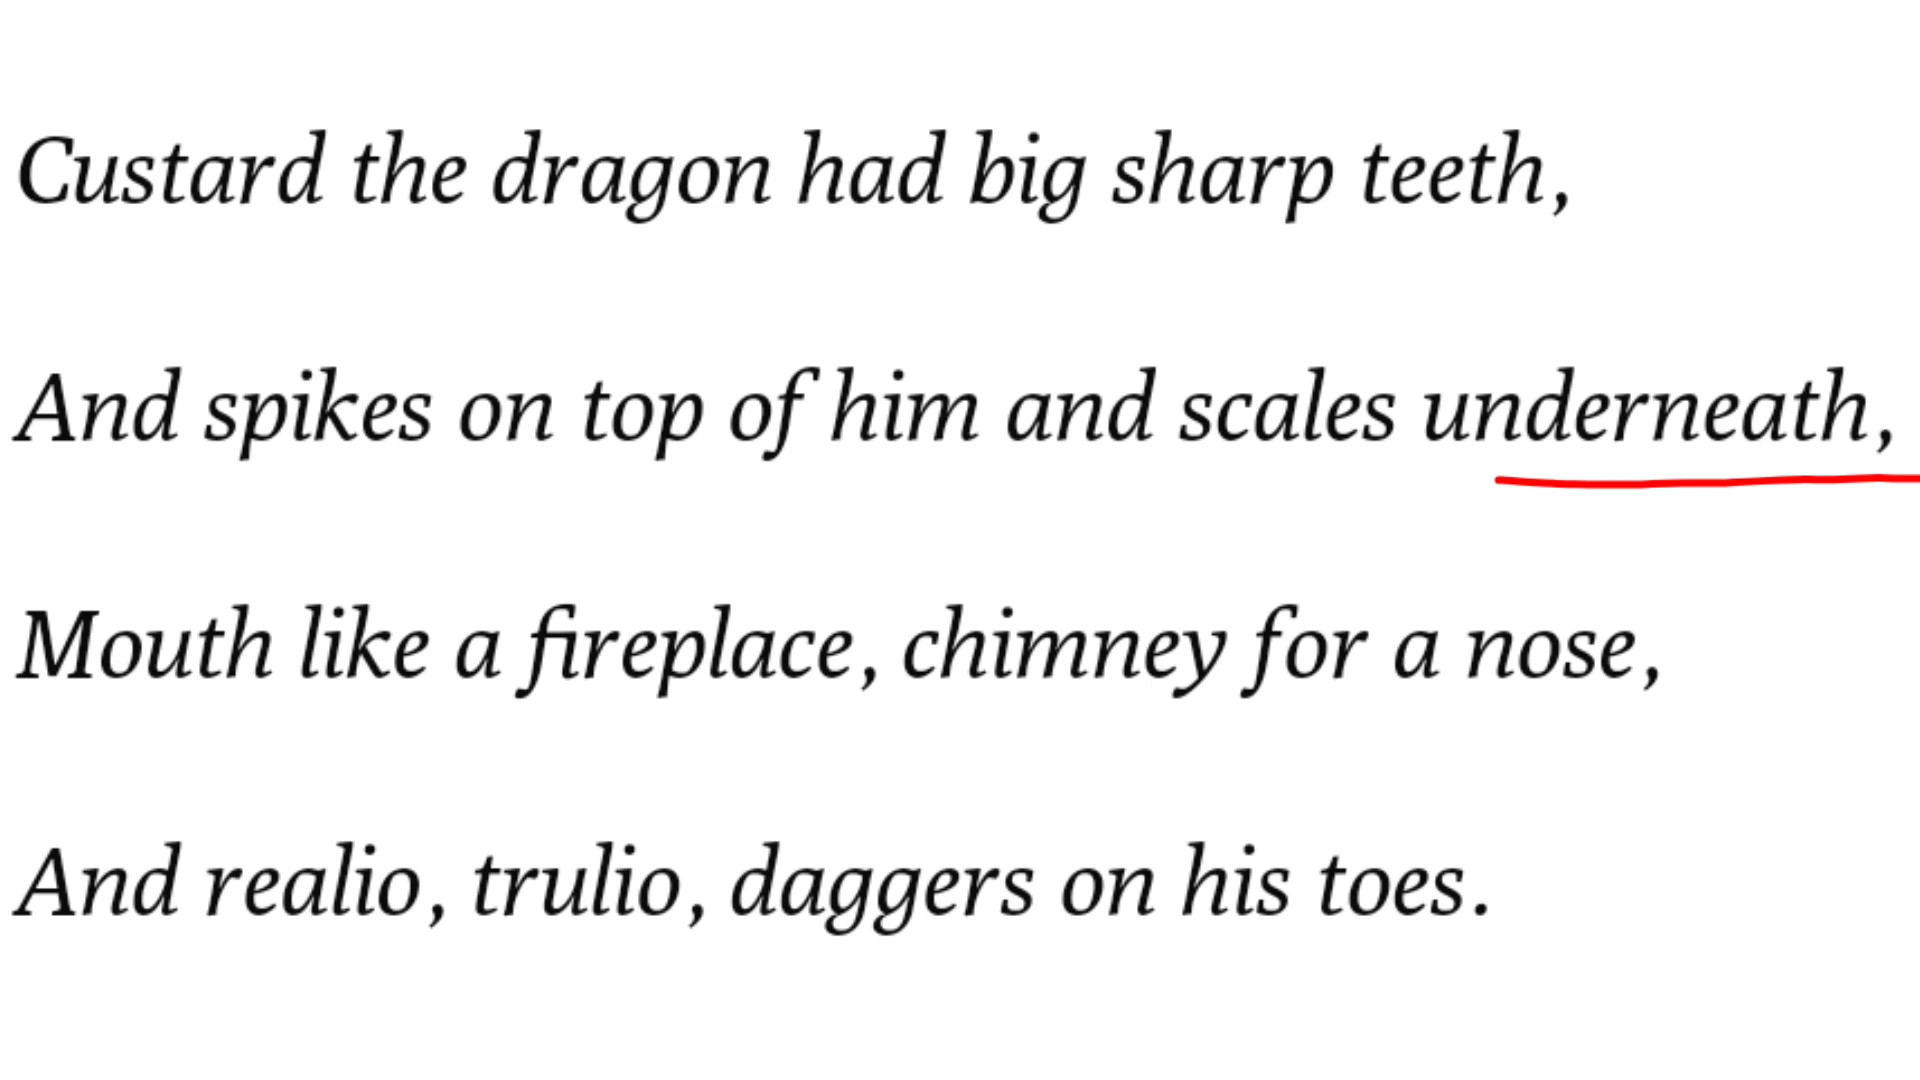 Custard the dragon had big sharp teeth,
And spikes on top of him and scales underneath,
Mouth like a fireplace, chimney for a nose,
And realio, trulio, daggers on his toes.